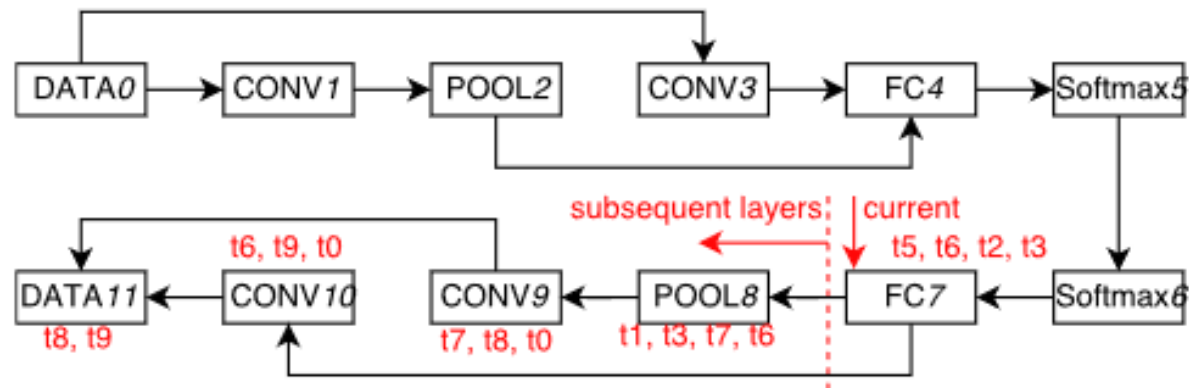 DATA0 CONV1 POOL2 CONV3 FC4 Softmax5
subsequent layers current
t6, t9, t0 t5, t6, t2, t3
DATA11 CONV10 CONV9 POOL8 FC7 Softmax6
t8, t9 t7, t8, t0 t1, t3, t7, t6